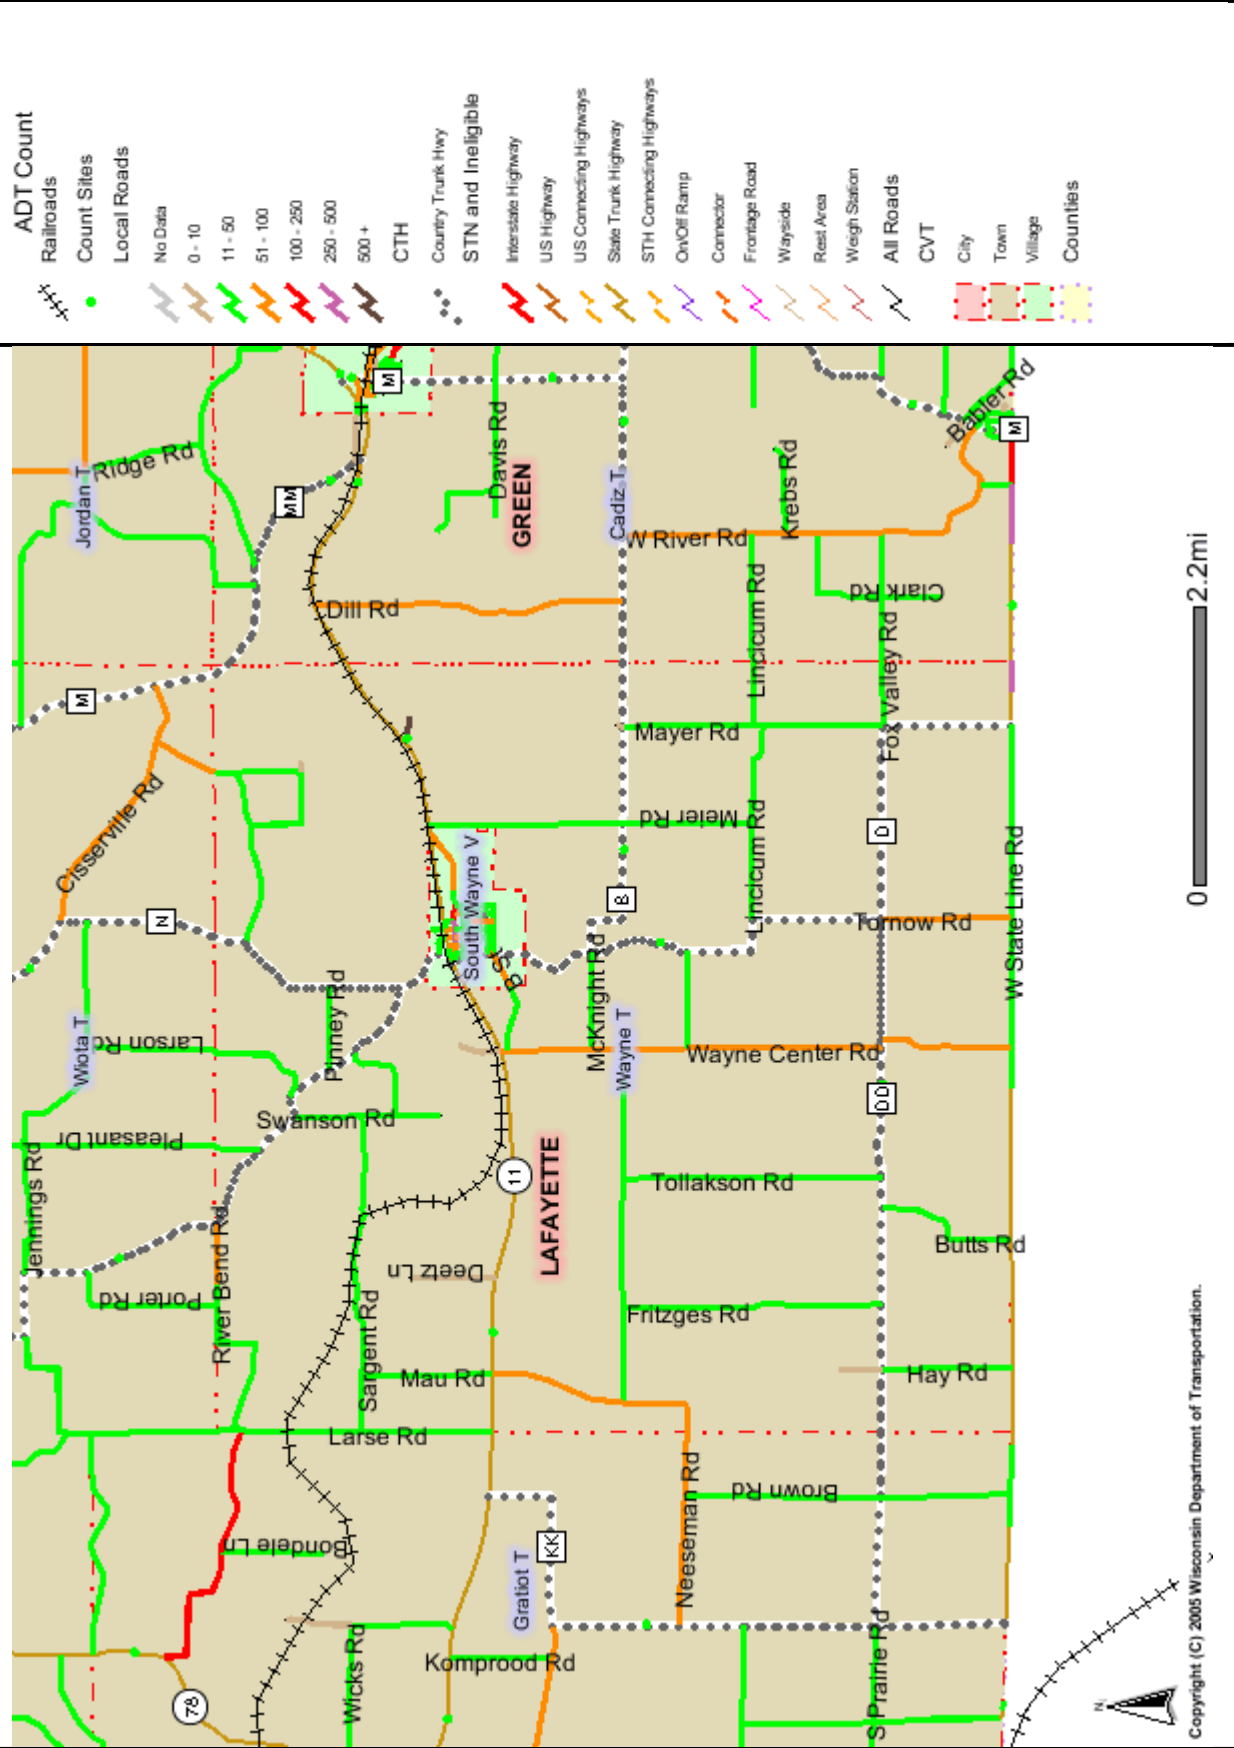 ADT Count
Railroads
Count Sites
Local Roads
No Data
0 - 10
11 - 50
51 - 100
100 - 250
250 - 500
500 +
CTH
Country Trunk Hwy
STN and Ineligible
Interstate Highway
US Highway
US Connecting Highways
State Trunk Highway
STH Connecting Highways
On/Off Ramp
Connector
Frontage Road
Wayside
Rest Area
Weigh Station
All Roads
CVT
City
Town
Village
Counties
Jordan T
Ridge Rd
MM
M
Davis Rd
GREEN
Cadiz T
W River Rd
Krebs Rd
Babler Rd
M
Clark Rd
Dill Rd
Lincicum Rd
Fox Valley Rd
M
Mayer Rd
Cisserville Rd
Meier Rd
Lincicum Rd
D
W State Line Rd
N
South Wayne V
B
Tornow Rd
Wiota T
Larson Rd
Pinney Rd
S B
McKnight Rd
Wayne T
Wayne Center Rd
DD
Pleasant Dr
Swanson Rd
Jennings Rd
11
LAFAYETTE
Tollakson Rd
Butts Rd
Porter Rd
River Bend Rd
Deetz Ln
Sargent Rd
Mau Rd
Fritzges Rd
Hay Rd
Larse Rd
Brown Rd
Bondele Ln
KK
Gratiot T
Neeseman Rd
78
Wicks Rd
Komprood Rd
S Prairie Rd
0
2.2mi
N
Copyright (C) 2005 Wisconsin Department of Transportation.